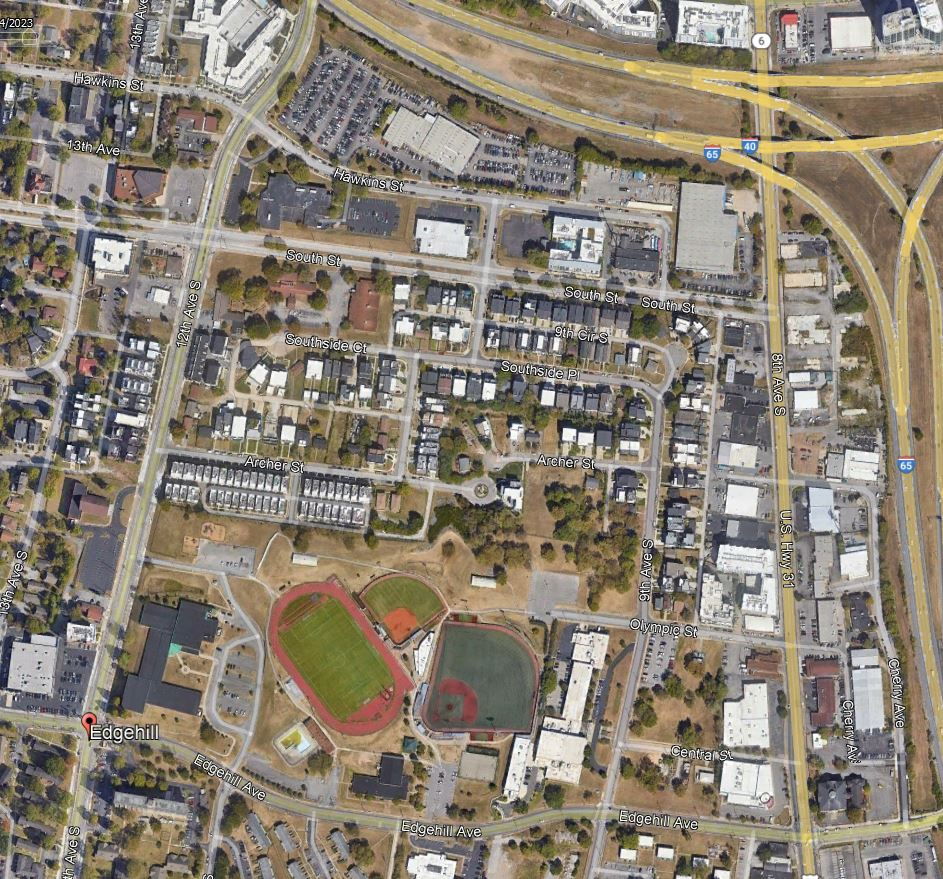 4/2023
13th Ave
6
Hawkins St
13th Ave
40
65
Hawkins St
South St
12th Ave S
South St
South St
9th Cir S
Southside Ct
Southside Pl
8th Ave S
Archer St
Archer St
65
U.S. Hwy 31
13th Ave S
9th Ave S
Olympic St
Cherry Ave
Cherry Av
Edgehill
Central St
Edgehill Ave
Edgehill Ave
Edgehill Ave
th Ave S
S